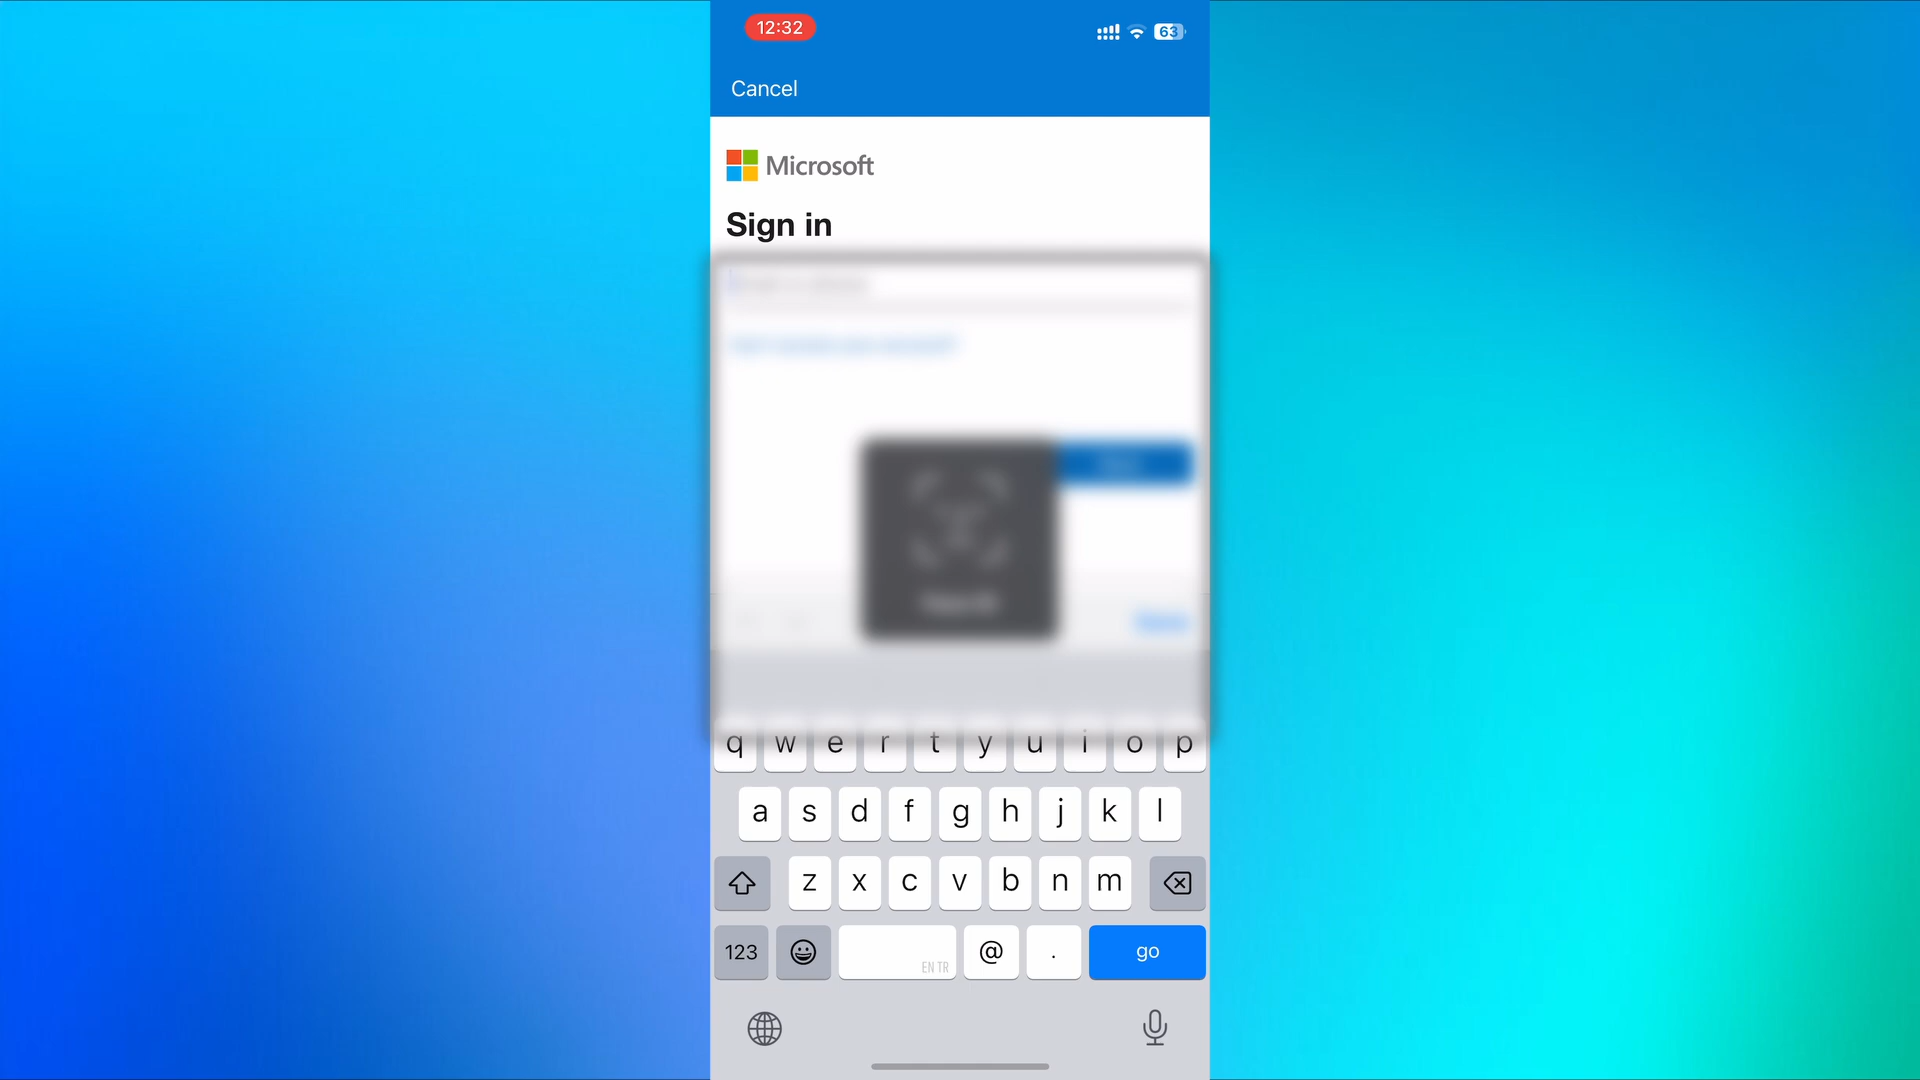 12:32
63
Cancel
Microsoft
Sign in
q w e r t y u i o p
a s d f g h j k l
z x c v b n m
123
EN TR
@ . go